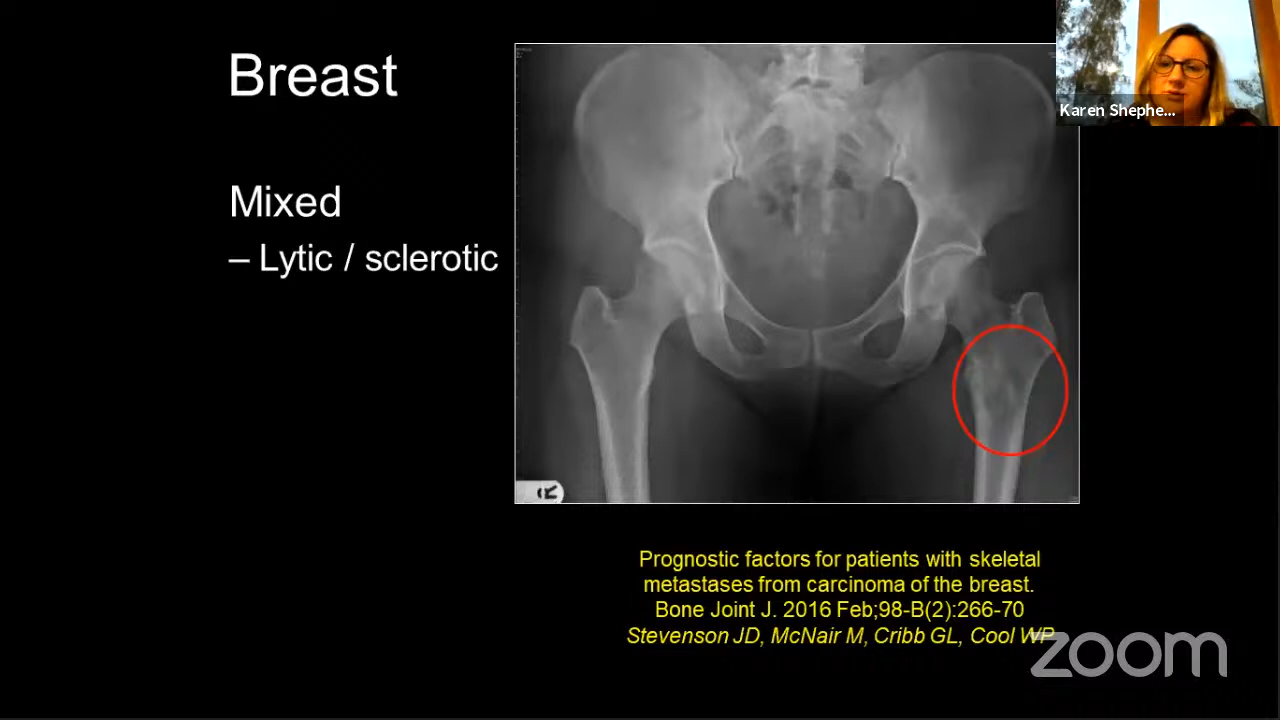 Breast
Karen Shephe...
Mixed
– Lytic / sclerotic
R
Prognostic factors for patients with skeletal
metastases from carcinoma of the breast.
Bone Joint J. 2016 Feb;98-B(2):266-70
Stevenson JD, McNair M, Cribb GL, Cool WP
zoom